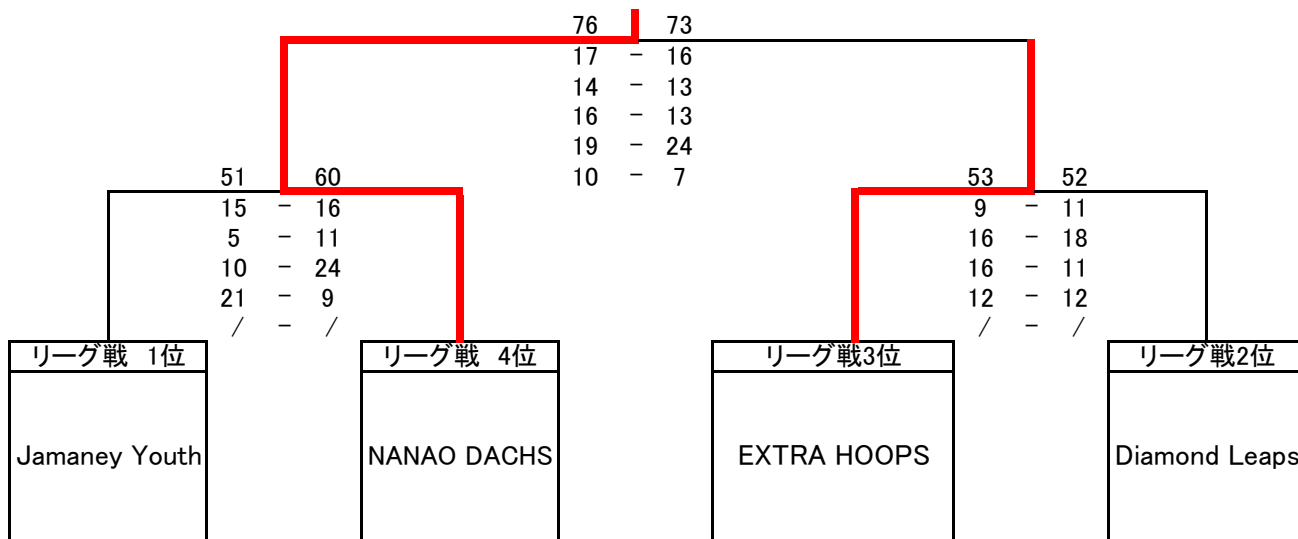 76 73
17 - 16
14 - 13
16 - 13
19 - 24
10 - 7
51 60
15 - 16
5 - 11
10 - 24
21 - 9
/ - /
53 52
9 - 11
16 - 18
16 - 11
12 - 12
/ - /
リーグ戦 1位
Jamaney Youth
リーグ戦 4位
NANAO DACHS
リーグ戦3位
EXTRA HOOPS
リーグ戦2位
Diamond Leaps